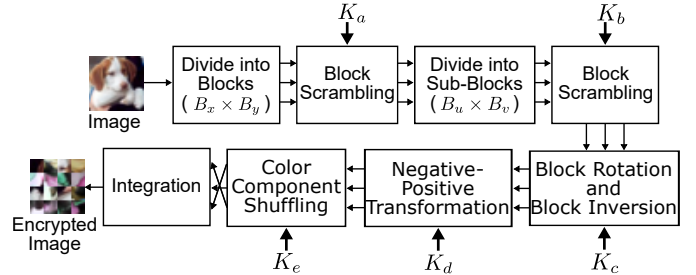 K_a
K_b
Divide into
Blocks
( B_x × B_y )
Block
Scrambling
Divide into
Sub-Blocks
( B_u × B_v )
Block
Scrambling
Image
Integration
Color
Component
Shuffling
Negative-
Positive
Transformation
Block Rotation
and
Block Inversion
Encrypted
Image
K_e
K_d
K_c